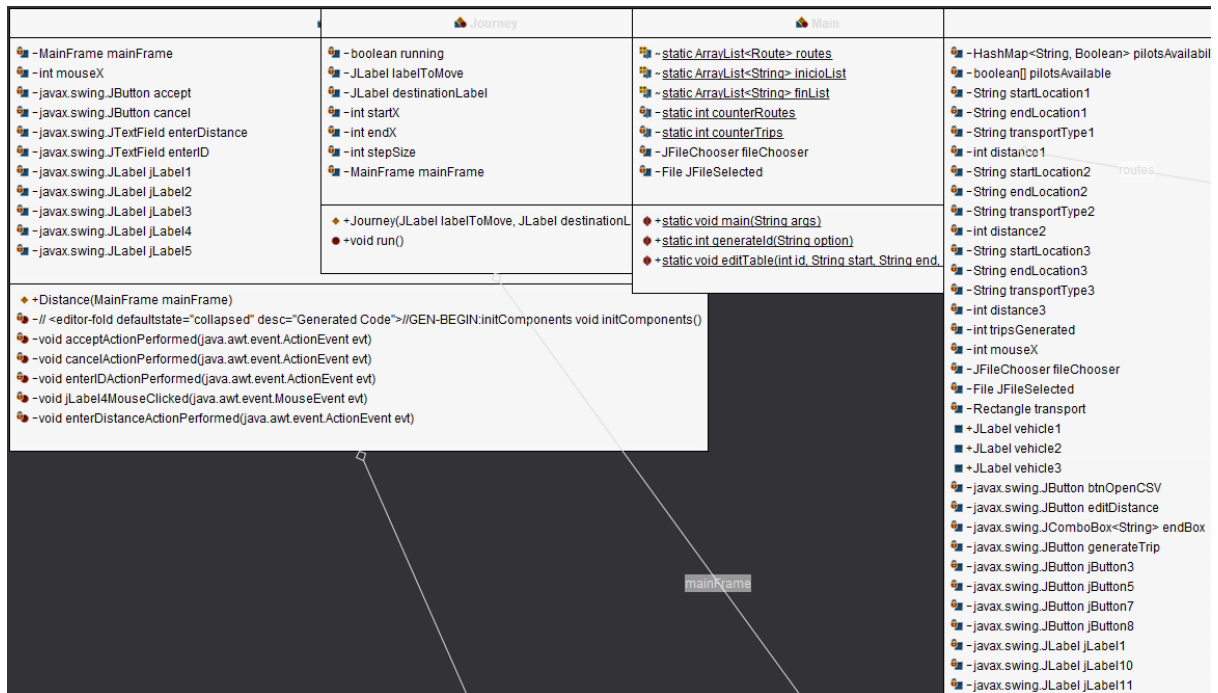 Journey
Main
-MainFrame mainFrame
-int mouseX
-javax.swing.JButton accept
-javax.swing.JButton cancel
-javax.swing.JTextField enterDistance
-javax.swing.JTextField enterID
-javax.swing.JLabel jLabel1
-javax.swing.JLabel jLabel2
-javax.swing.JLabel jLabel3
-javax.swing.JLabel jLabel4
-javax.swing.JLabel jLabel5
+Distance(MainFrame mainFrame)
-// <editor-fold defaultstate="collapsed" desc="Generated Code">//GEN-BEGIN:initComponents void initComponents()
-void acceptActionPerformed(java.awt.event.ActionEvent evt)
-void cancelActionPerformed(java.awt.event.ActionEvent evt)
-void enterIDActionPerformed(java.awt.event.ActionEvent evt)
-void jLabel4MouseClicked(java.awt.event.MouseEvent evt)
-void enterDistanceActionPerformed(java.awt.event.ActionEvent evt)
-boolean running
-JLabel labelToMove
-JLabel destinationLabel
-int startX
-int endX
-int stepSize
-MainFrame mainFrame
+Journey(JLabel labelToMove, JLabel destinationL
+void run()
~static ArrayList<Route> routes
~static ArrayList<String> inicioList
~static ArrayList<String> finList
-static int counterRoutes
-static int counterTrips
-JFileChooser fileChooser
-File JFileSelected
+static void main(String args)
+static int generateId(String option)
+static void editTable(int id, String start, String end,
-HashMap<String, Boolean> pilotsAvailabil
-boolean[] pilotsAvailable
-String startLocation1
-String endLocation1
-String transportType1
-int distance1
-String startLocation2
-String endLocation2
-String transportType2
-int distance2
-String startLocation3
-String endLocation3
-String transportType3
-int distance3
-int tripsGenerated
-int mouseX
-JFileChooser fileChooser
-File JFileSelected
-Rectangle transport
+JLabel vehicle1
+JLabel vehicle2
+JLabel vehicle3
-javax.swing.JButton btnOpenCSV
-javax.swing.JButton editDistance
-javax.swing.JComboBox<String> endBox
-javax.swing.JButton generateTrip
-javax.swing.JButton jButton3
-javax.swing.JButton jButton5
-javax.swing.JButton jButton7
-javax.swing.JButton jButton8
-javax.swing.JLabel jLabel1
-javax.swing.JLabel jLabel10
-javax.swing.JLabel jLabel11
routes
mainFrame